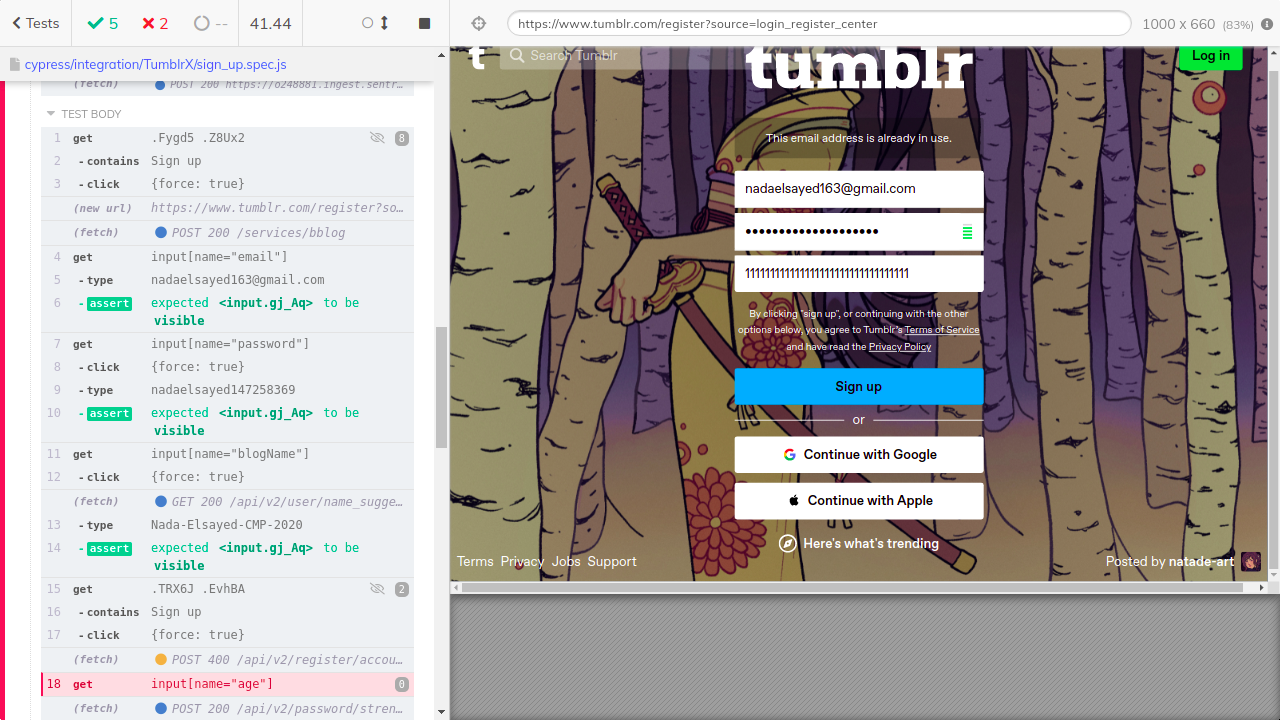 Tests
5
2
--
41.44
https://www.tumblr.com/register?source=login_register_center
1000 x 660 (83%)
cypress/integration/TumblrX/sign_up.spec.js
(fetch) POST 200 https://o248881.ingest.sentr…
TEST BODY
1 get .Fygd5 .Z8Ux2 8
2 -contains Sign up
3 -click {force: true}
(new url) https://www.tumblr.com/register?so…
(fetch) POST 200 /services/bblog
4 get input[name="email"]
5 -type nadaelsayed163@gmail.com
6 -assert expected <input.gj_Aq> to be
visible
7 get input[name="password"]
8 -click {force: true}
9 -type nadaelsayed147258369
10 -assert expected <input.gj_Aq> to be
visible
11 get input[name="blogName"]
12 -click {force: true}
(fetch) GET 200 /api/v2/user/name_sugge…
13 -type Nada-Elsayed-CMP-2020
14 -assert expected <input.gj_Aq> to be
visible
15 get .TRX6J .EvhBA 2
16 -contains Sign up
17 -click {force: true}
(fetch) POST 400 /api/v2/register/accou…
18 get input[name="age"] 0
(fetch) POST 200 /api/v2/password/stren…
t
Search Tumblr
tumblr
Log in
This email address is already in use.
nadaelsayed163@gmail.com
••••••••••••••••••••
By clicking "sign up", or continuing with the other
options below, you agree to Tumblr's Terms of Service
and have read the Privacy Policy
Sign up
or
Continue with Google
Continue with Apple
Here's what's trending
Terms Privacy Jobs Support
Posted by natade-art